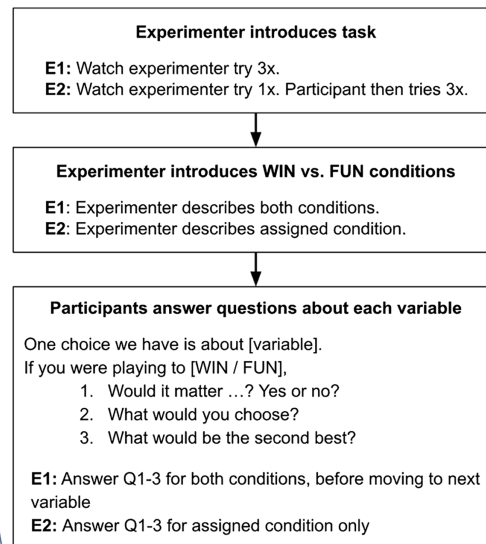 Experimenter introduces task
E1: Watch experimenter try 3x.
E2: Watch experimenter try 1x. Participant then tries 3x.
Experimenter introduces WIN vs. FUN conditions
E1: Experimenter describes both conditions.
E2: Experimenter describes assigned condition.
Participants answer questions about each variable
One choice we have is about [variable].
If you were playing to [WIN / FUN],
1. Would it matter ...? Yes or no?
2. What would you choose?
3. What would be the second best?
E1: Answer Q1-3 for both conditions, before moving to next
variable
E2: Answer Q1-3 for assigned condition only